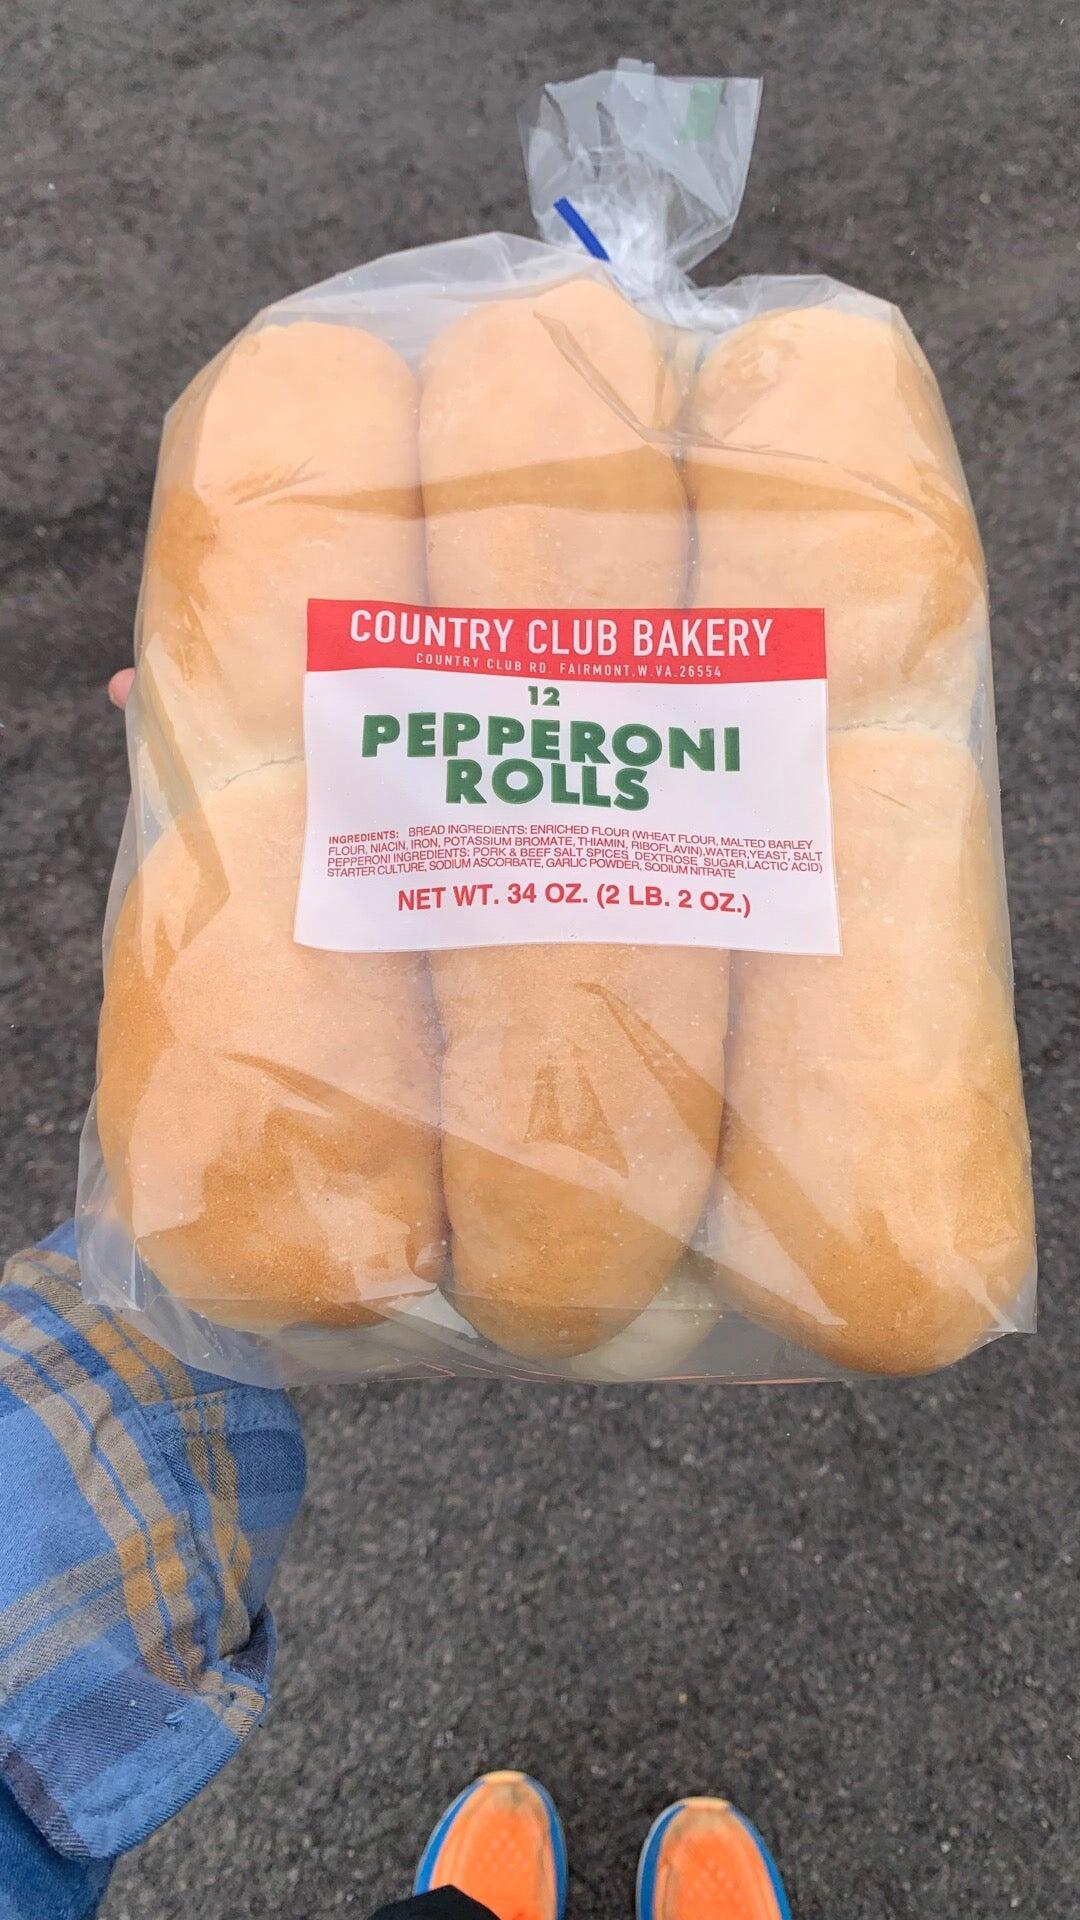 COUNTRY CLUB BAKERY
COUNTRY CLUB RD. FAIRMONT, W.VA. 26554
12
PEPPERONI
ROLLS
INGREDIENTS: BREAD INGREDIENTS: ENRICHED FLOUR (WHEAT FLOUR, MALTED BARLEY
FLOUR, NIACIN, IRON, POTASSIUM BROMATE, THIAMIN, RIBOFLAVIN), WATER, YEAST, SALT
PEPPERONI INGREDIENTS: PORK & BEEF SALT SPICES, DEXTROSE, SUGAR, LACTIC ACID)
STARTER CULTURE, SODIUM ASCORBATE, GARLIC POWDER, SODIUM NITRATE
NET WT. 34 OZ. (2 LB. 2 OZ.)